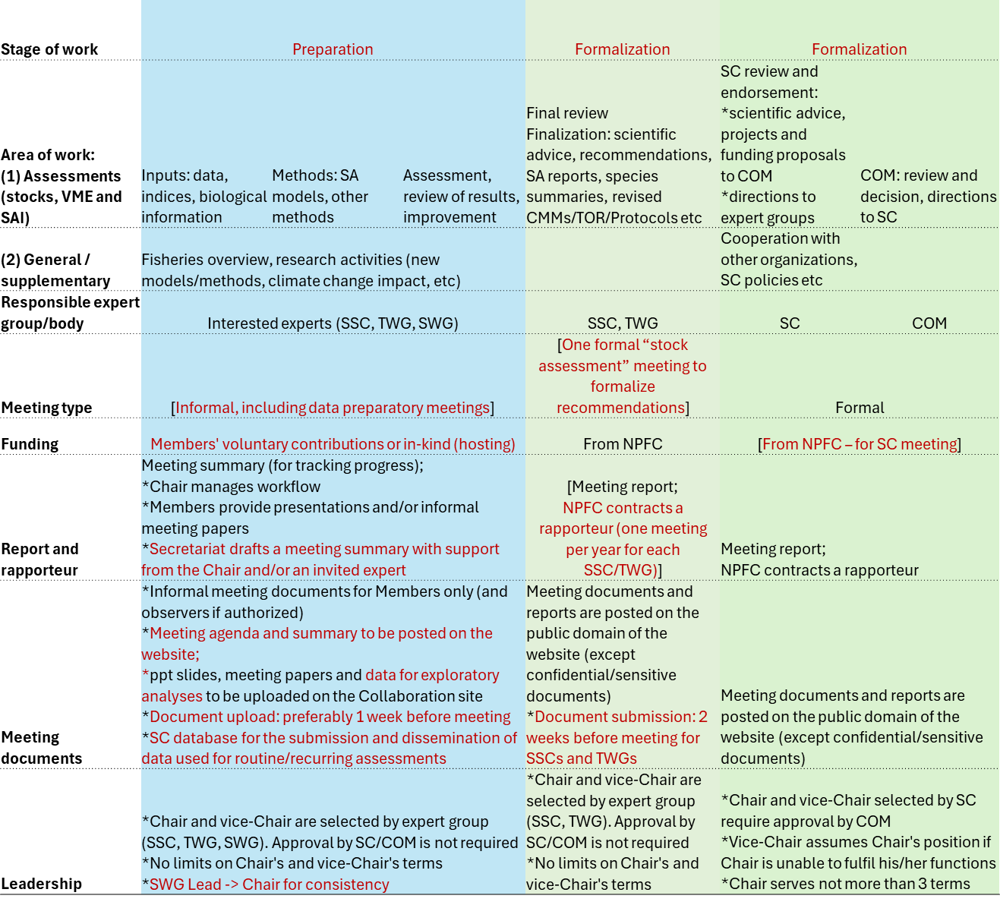 Stage of work
Preparation
Formalization
Formalization
Area of work:
(1) Assessments
(stocks, VME and
SAI)
Inputs: data,
indices, biological
information
Methods: SA
models, other
methods
Assessment,
review of results,
improvement
Final review
Finalization: scientific
advice, recommendations,
SA reports, species
summaries, revised
CMMs/TOR/Protocols etc
SC review and
endorsement:
*scientific advice,
projects and
funding proposals
to COM
*directions to
expert groups
COM: review and
decision, directions
to SC
(2) General /
supplementary
Fisheries overview, research activities (new
models/methods, climate change impact, etc)
Cooperation with
other organizations,
SC policies etc
Responsible expert
group/body
Interested experts (SSC, TWG, SWG)
SSC, TWG
SC
COM
Meeting type
[Informal, including data preparatory meetings]
[One formal “stock
assessment” meeting to
formalize
recommendations]
Formal
Funding
Members' voluntary contributions or in-kind (hosting)
From NPFC
[From NPFC – for SC meeting]
Report and
rapporteur
Meeting summary (for tracking progress);
*Chair manages workflow
*Members provide presentations and/or informal
meeting papers
*Secretariat drafts a meeting summary with support
from the Chair and/or an invited expert
[Meeting report;
NPFC contracts a
rapporteur (one meeting
per year for each
SSC/TWG)]
Meeting report;
NPFC contracts a rapporteur
Meeting
documents
*Informal meeting documents for Members only (and
observers if authorized)
*Meeting agenda and summary to be posted on the
website;
*ppt slides, meeting papers and data for exploratory
analyses to be uploaded on the Collaboration site
*Document upload: preferably 1 week before meeting
*SC database for the submission and dissemination of
data used for routine/recurring assessments
Meeting documents and
reports are posted on the
public domain of the
website (except
confidential/sensitive
documents)
*Document submission: 2
weeks before meeting for
SSCs and TWGs
Meeting documents and reports are
posted on the public domain of the
website (except confidential/sensitive
documents)
Leadership
*Chair and vice-Chair are selected by expert group
(SSC, TWG, SWG). Approval by SC/COM is not required
*No limits on Chair's and vice-Chair's terms
*SWG Lead -> Chair for consistency
*Chair and vice-Chair are
selected by expert group
(SSC, TWG). Approval by
SC/COM is not required
*No limits on Chair's and
vice-Chair's terms
*Chair and vice-Chair selected by SC
require approval by COM
*Vice-Chair assumes Chair's position if
Chair is unable to fulfil his/her functions
*Chair serves not more than 3 terms